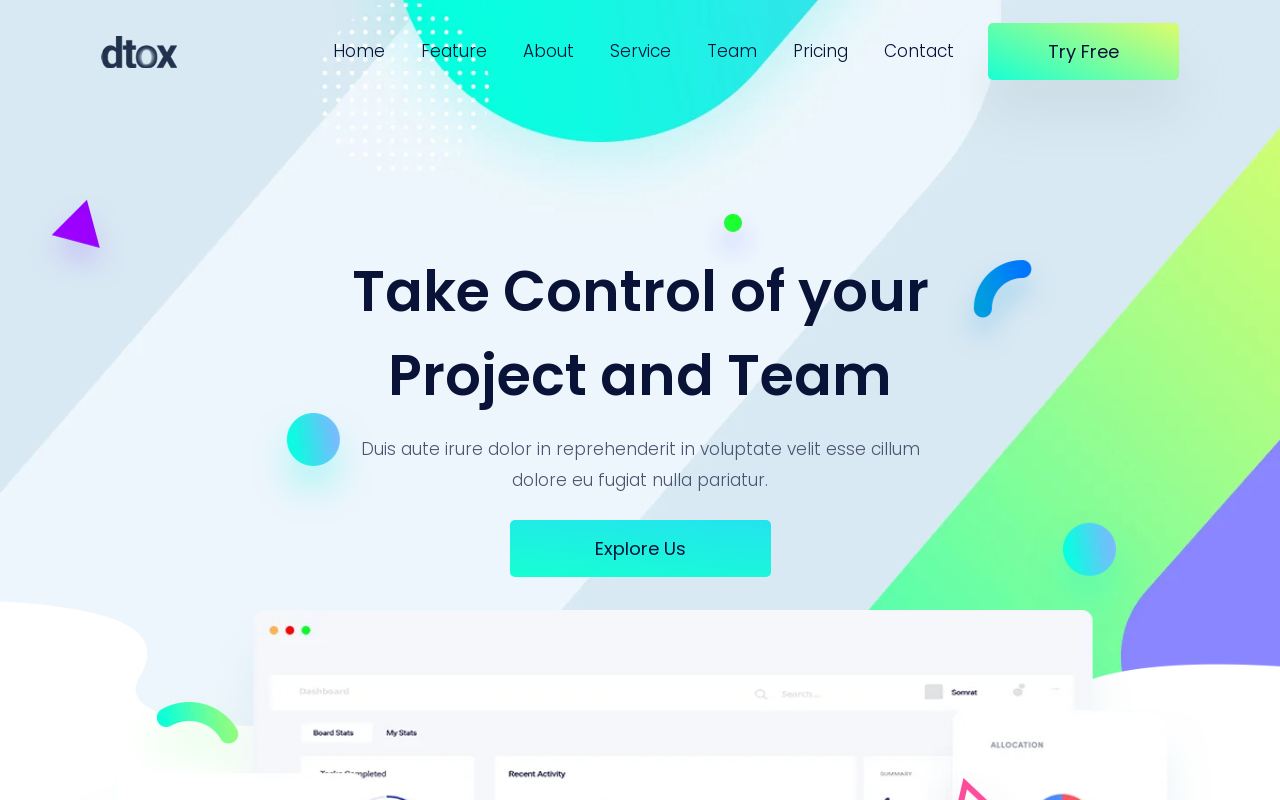 dtox
Home Feature About Service Team Pricing Contact Try Free
Take Control of your
Project and Team
Duis aute irure dolor in reprehenderit in voluptate velit esse cillum
dolore eu fugiat nulla pariatur.
Explore Us
Dashboard Search... Somrat
Board Stats My Stats
ALLOCATION
Tasks Completed Recent Activity SUMMARY